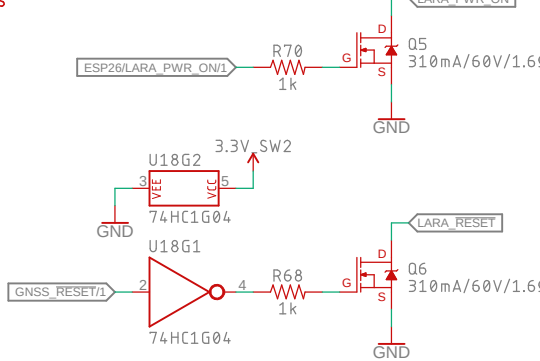 LARA_PWR_ON
D
Q5
R70
G
310mA/60V/1.6
ESP26/LARA_PWR_ON/1
S
1k
GND
3.3V_SW2
U18G2
3 VEE VCC 5
74HC1G04
GND
LARA_RESET
U18G1
D
Q6
R68
G
310mA/60V/1.6
GNSS_RESET/1
2
4
S
1k
74HC1G04
GND